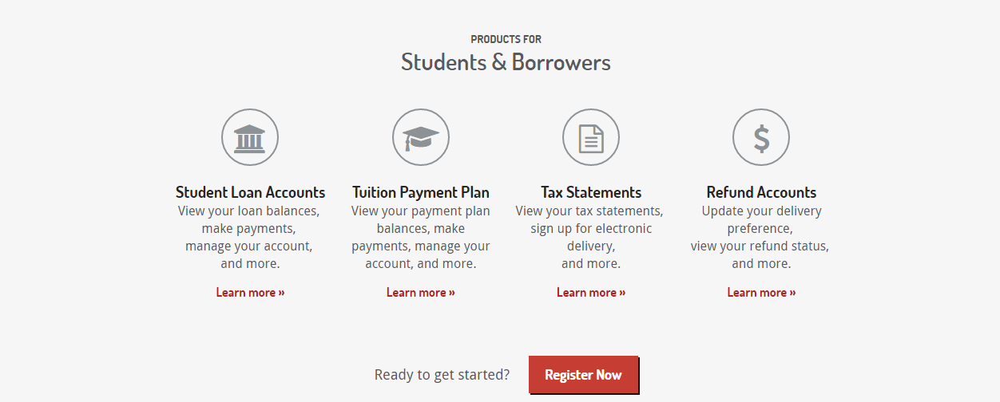 PRODUCTS FOR
Students & Borrowers
Student Loan Accounts
View your loan balances,
make payments,
manage your account,
and more.
Learn more »
Tuition Payment Plan
View your payment plan
balances, make
payments, manage your
account, and more.
Learn more »
Tax Statements
View your tax statements,
sign up for electronic
delivery,
and more.
Learn more »
Refund Accounts
Update your delivery
preference,
view your refund status,
and more.
Learn more »
Ready to get started?
Register Now